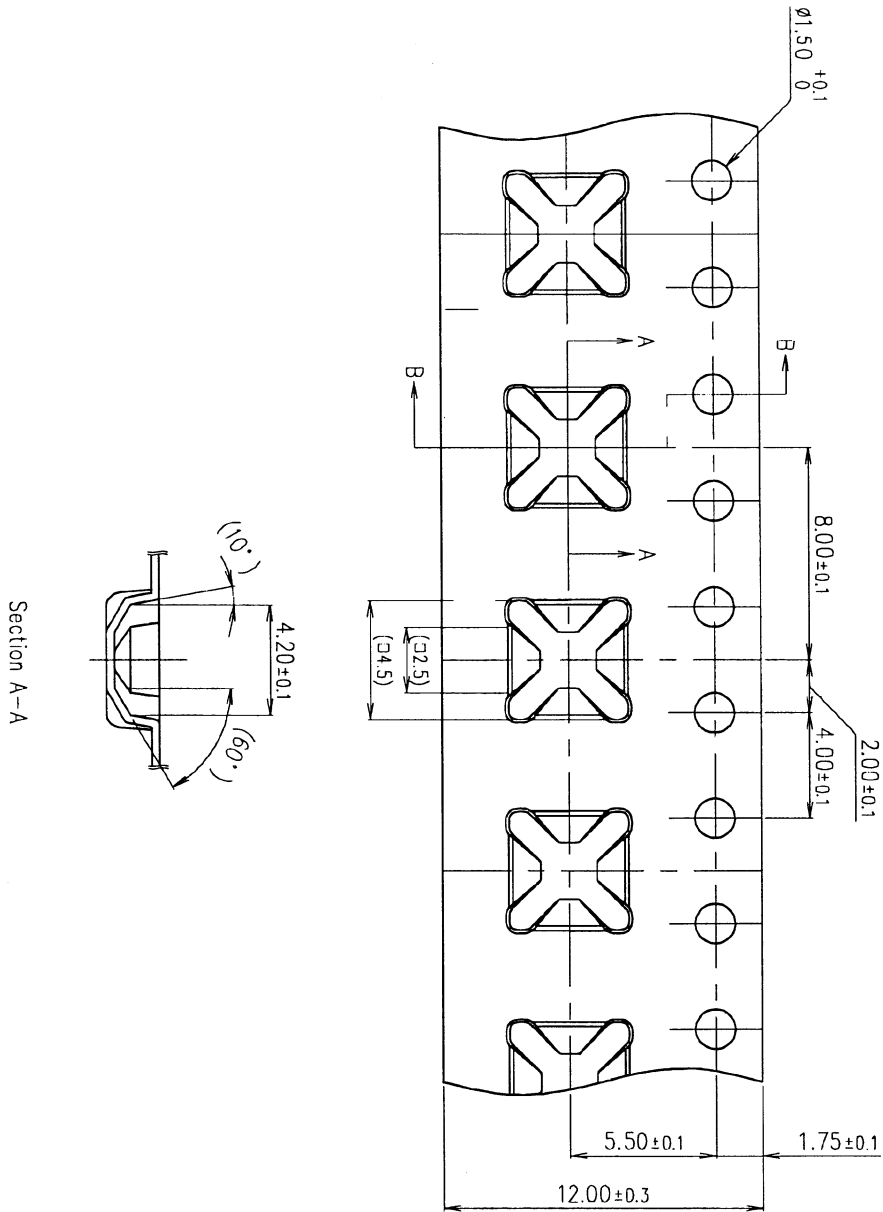 ø1.50 +0.1 0
A
A
B
B
8.00±0.1
2.00±0.1
4.00±0.1
(□2.5)
(□4.5)
(10°)
4.20±0.1
(60°)
Section A-A
5.50±0.1
1.75±0.1
12.00±0.3